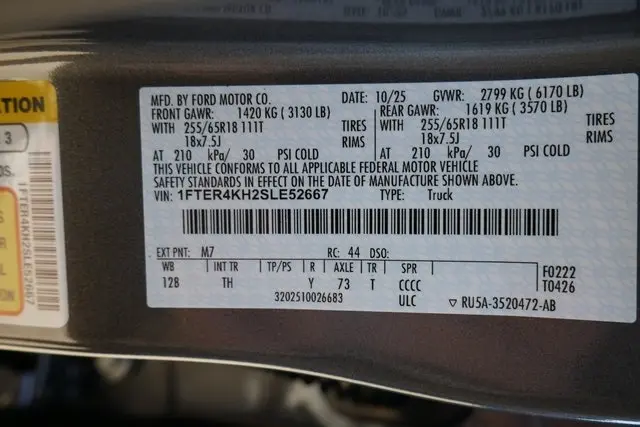 MFD. BY FORD MOTOR CO. DATE: 10/25 GVWR: 2799 KG ( 6170 LB)
FRONT GAWR: 1420 KG ( 3130 LB) REAR GAWR: 1619 KG ( 3570 LB)
WITH 255/65R18 111T TIRES WITH 255/65R18 111T TIRES
18x7.5J RIMS 18x7.5J RIMS
AT 210 kPa/ 30 PSI COLD AT 210 kPa/ 30 PSI COLD
THIS VEHICLE CONFORMS TO ALL APPLICABLE FEDERAL MOTOR VEHICLE
SAFETY STANDARDS IN EFFECT ON THE DATE OF MANUFACTURE SHOWN ABOVE.
VIN: 1FTER4KH2SLE52667 TYPE: Truck
EXT PNT: M7 RC: 44 DSO:
WB INT TR TP/PS R AXLE TR SPR F0222
128 TH Y 73 T CCCC T0426
3202510026683 ULC ▽ RU5A-3520472-AB
ATION
3
1FTER4KH2SLE52667